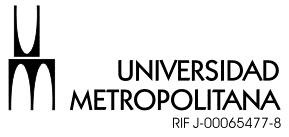 UNIVERSIDAD
METROPOLITANA
RIF J-00065477-8